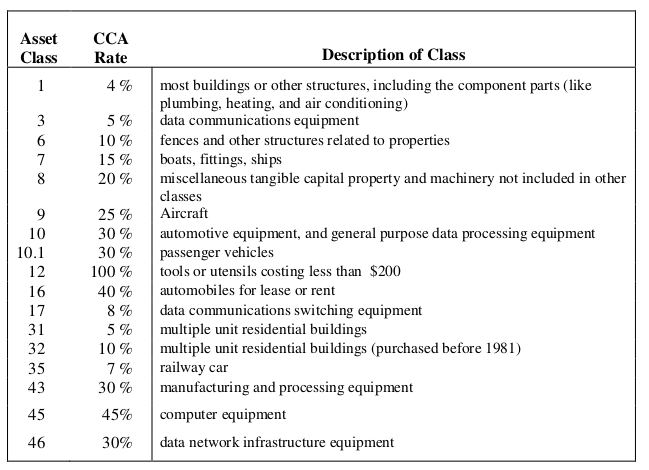 Asset Class CCA Rate Description of Class
1 4 % most buildings or other structures, including the component parts (like
plumbing, heating, and air conditioning)
3 5 % data communications equipment
6 10 % fences and other structures related to properties
7 15 % boats, fittings, ships
8 20 % miscellaneous tangible capital property and machinery not included in other
classes
9 25 % Aircraft
10 30 % automotive equipment, and general purpose data processing equipment
10.1 30 % passenger vehicles
12 100 % tools or utensils costing less than $200
16 40 % automobiles for lease or rent
17 8 % data communications switching equipment
31 5 % multiple unit residential buildings
32 10 % multiple unit residential buildings (purchased before 1981)
35 7 % railway car
43 30 % manufacturing and processing equipment
45 45% computer equipment
46 30% data network infrastructure equipment